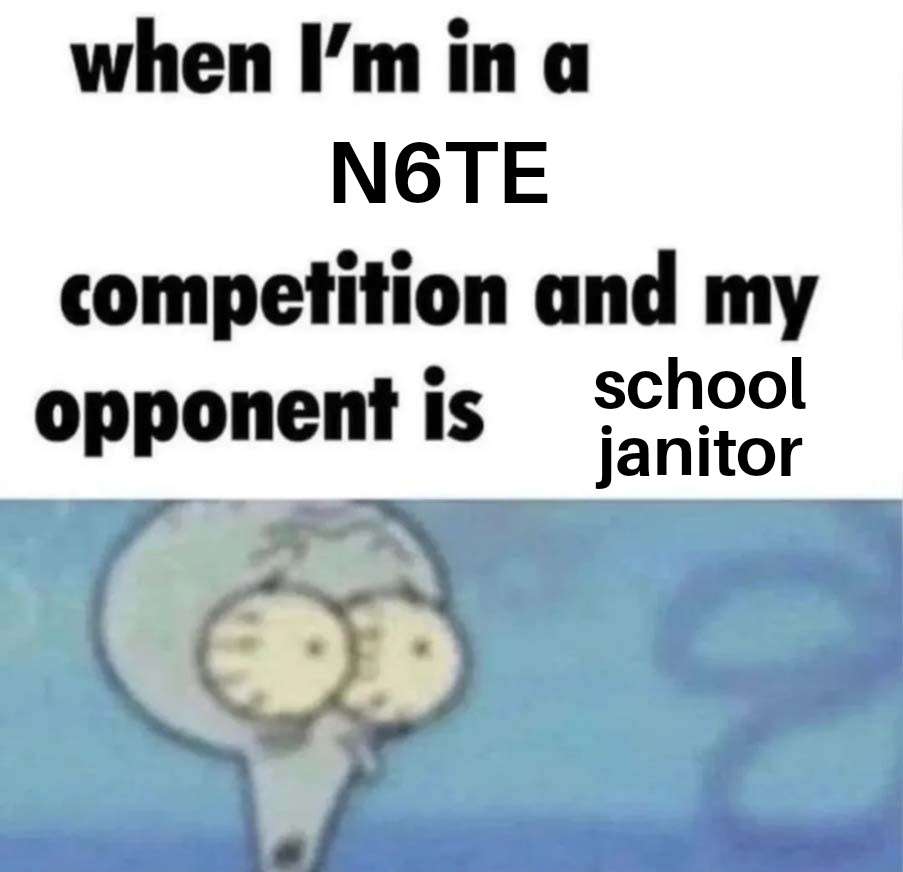 when I'm in a
N6TE
competition and my
opponent is school
janitor